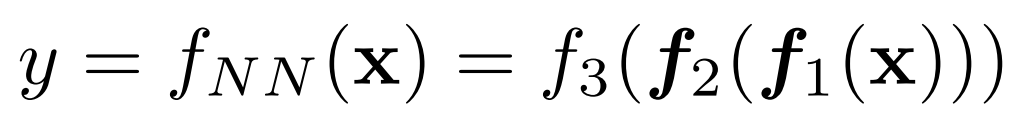 y = f_{NN}(𝐱) = f_3(𝒇_2(𝒇_1(𝐱)))